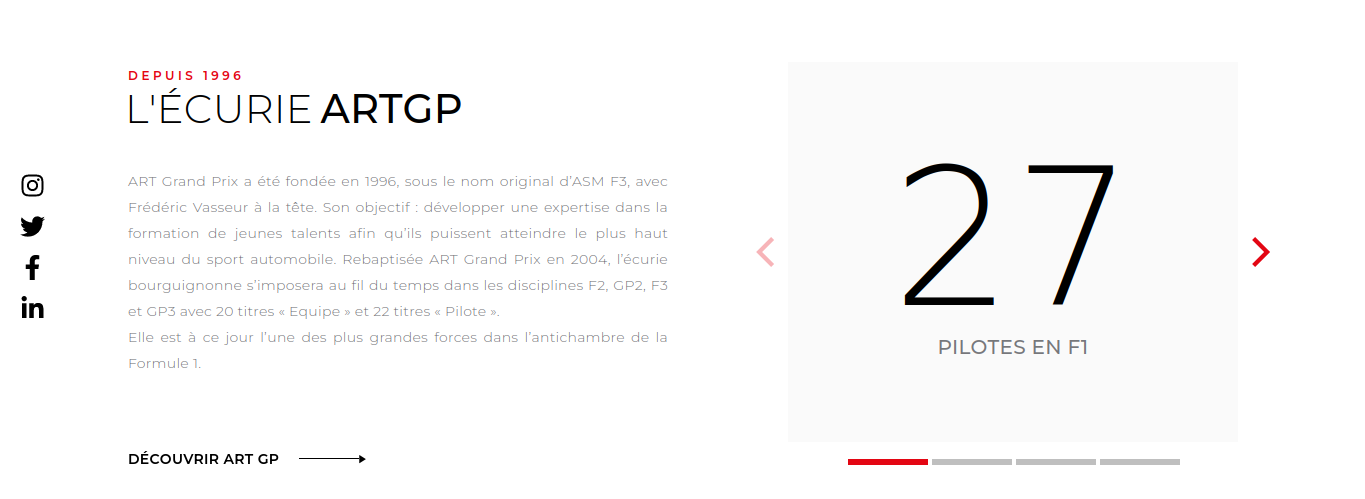 DEPUIS 1996
L'ÉCURIE ARTGP
ART Grand Prix a été fondée en 1996, sous le nom original d’ASM F3, avec
Frédéric Vasseur à la tête. Son objectif : développer une expertise dans la
formation de jeunes talents afin qu’ils puissent atteindre le plus haut
niveau du sport automobile. Rebaptisée ART Grand Prix en 2004, l’écurie
bourguignonne s’imposera au fil du temps dans les disciplines F2, GP2, F3
et GP3 avec 20 titres « Equipe » et 22 titres « Pilote ».
Elle est à ce jour l’une des plus grandes forces dans l’antichambre de la
Formule 1.
DÉCOUVRIR ART GP
27
PILOTES EN F1